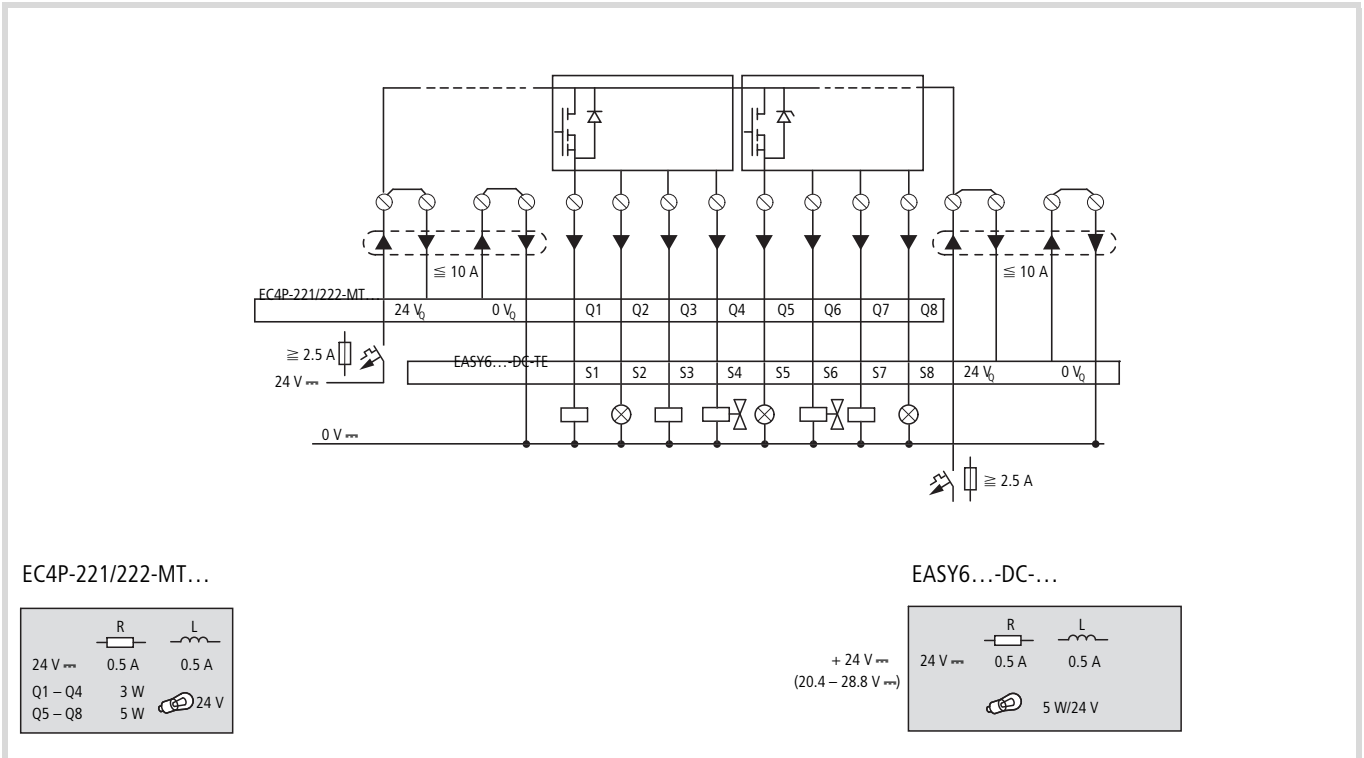 ≦ 10 A ≦ 10 A
EC4P-221/222-MT…
24 VQ 0 VQ Q1 Q2 Q3 Q4 Q5 Q6 Q7 Q8
≧ 2.5 A
EASY6…-DC-TE
S1 S2 S3 S4 S5 S6 S7 S8 24 VQ 0 VQ
24 V ⎓
0 V ⎓
≧ 2.5 A
EC4P-221/222-MT…
R L
24 V ⎓ 0.5 A 0.5 A
Q1 – Q4 3 W
Q5 – Q8 5 W
24 V
EASY6…-DC-…
R L
+ 24 V ⎓
(20.4 – 28.8 V ⎓)
24 V ⎓ 0.5 A 0.5 A
5 W/24 V